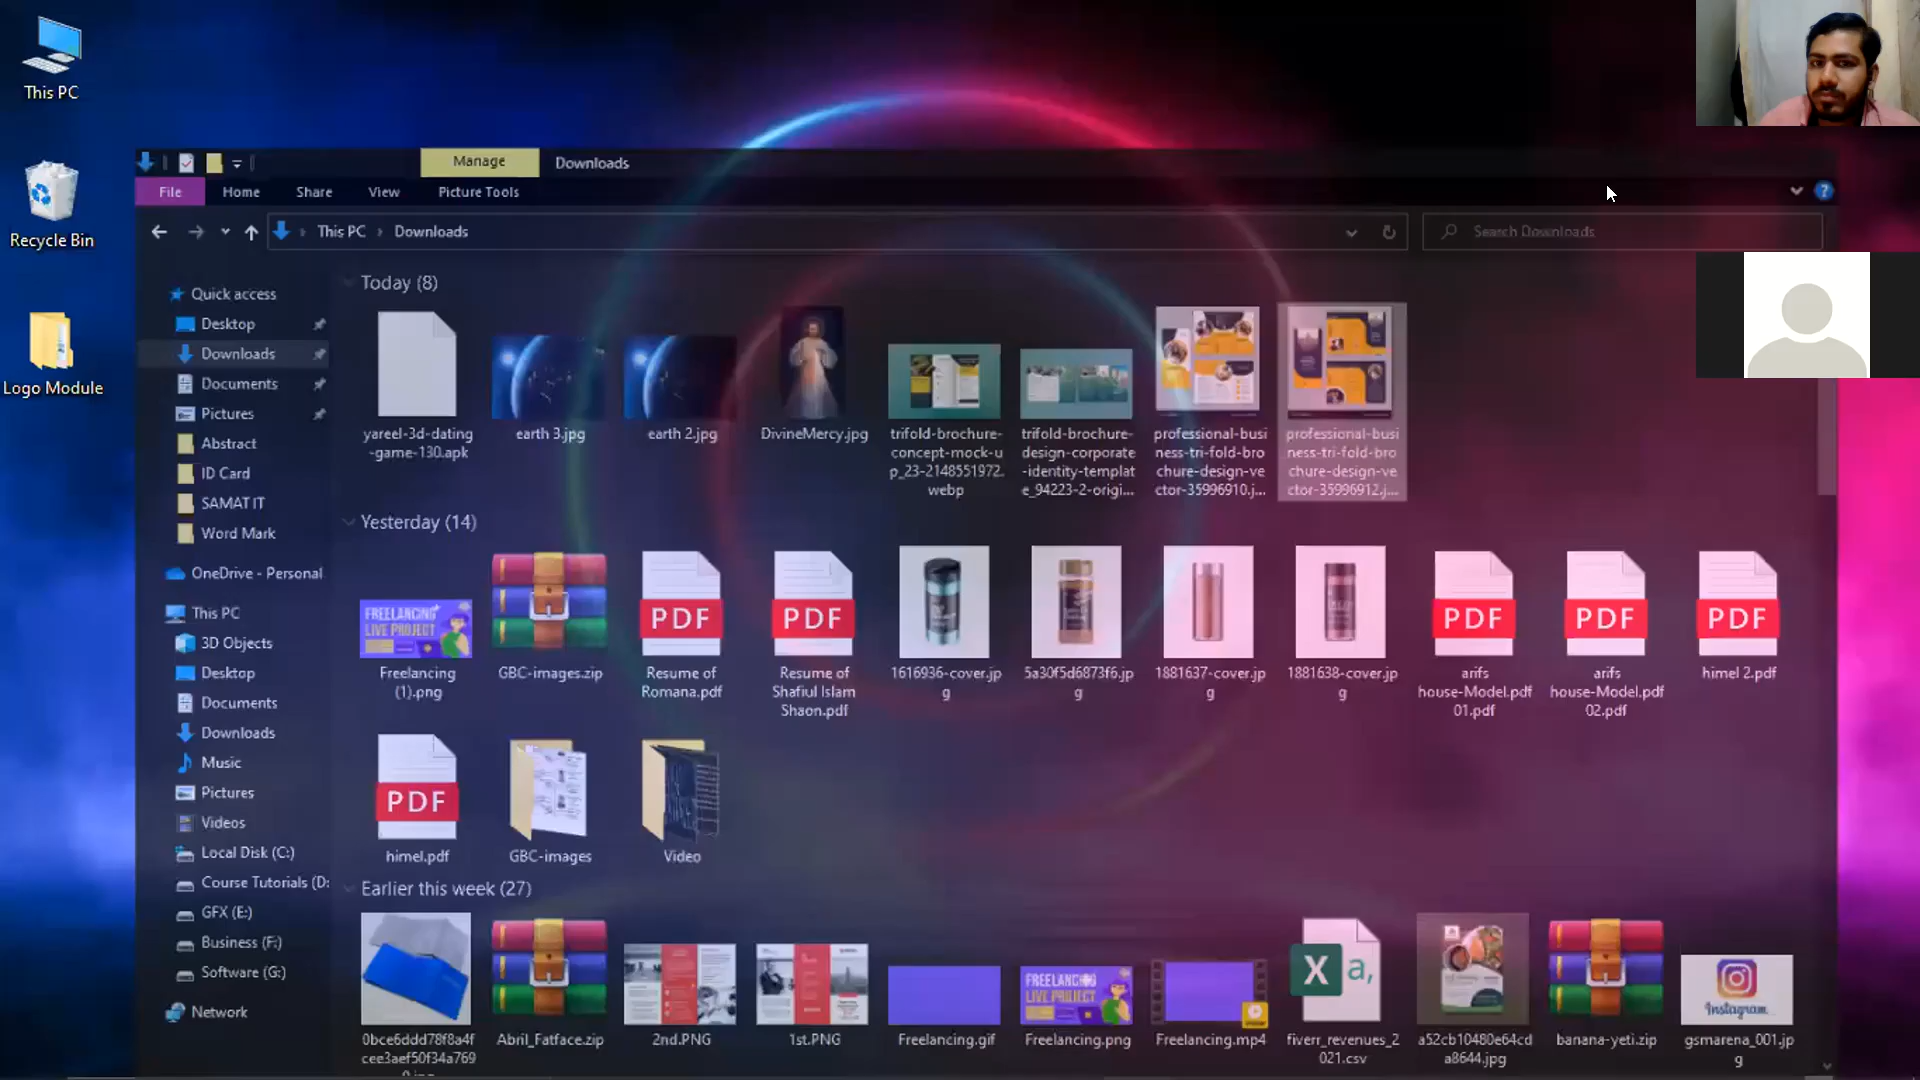 This PC
Recycle Bin
Logo Module
Manage
Downloads
File
Home
Share
View
Picture Tools
This PC
Downloads
Search Downloads
Quick access
Desktop
Downloads
Documents
Pictures
Abstract
ID Card
SAMAT IT
Word Mark
OneDrive - Personal
This PC
3D Objects
Desktop
Documents
Downloads
Music
Pictures
Videos
Local Disk (C:)
Course Tutorials (D:
GFX (E:)
Business (F:)
Software (G:)
Network
Today (8)
yareel-3d-dating
-game-130.apk
earth 3.jpg
earth 2.jpg
DivineMercy.jpg
trifold-brochure-
concept-mock-u
p_23-2148551972.
webp
trifold-brochure-
design-corporate
-identity-templat
e_94223-2-origi...
professional-busi
ness-tri-fold-bro
chure-design-ve
ctor-35996910.j...
professional-busi
ness-tri-fold-bro
chure-design-ve
ctor-35996912.j...
Yesterday (14)
FREELANCING
LIVE PROJECT
Freelancing
(1).png
GBC-images.zip
PDF
Resume of
Romana.pdf
PDF
Resume of
Shafiul Islam
Shaon.pdf
1616936-cover.jp
g
5a30f5d6873f6.jp
g
1881637-cover.jp
g
1881638-cover.jp
g
PDF
arifs
house-Model.pdf
01.pdf
PDF
arifs
house-Model.pdf
02.pdf
PDF
himel 2.pdf
PDF
himel.pdf
GBC-images
Video
Earlier this week (27)
0bce6ddd78f8a4f
cee3aef50f34a769
Abril_Fatface.zip
2nd.PNG
1st.PNG
Freelancing.gif
FREELANCING
LIVE PROJECT
Freelancing.png
Freelancing.mp4
X a,
fiverr_revenues_2
021.csv
a52cb10480e64cd
a8644.jpg
banana-yeti.zip
Instagram
gsmarena_001.jp
g